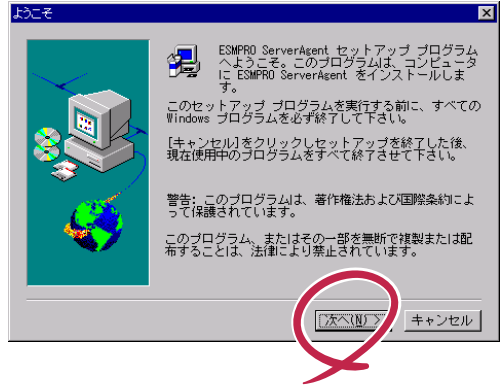 ようこそ
ESMPRO ServerAgent セットアップ プログラム
へようこそ。このプログラムは、コンピュータ
に ESMPRO ServerAgent をインストールしま
す。
このセットアップ プログラムを実行する前に、すべての
Windows プログラムを必ず終了して下さい。
[キャンセル]をクリックしセットアップを終了した後、
現在使用中のプログラムをすべて終了させて下さい。
警告: このプログラムは、著作権法および国際条約によ
って保護されています。
このプログラム、またはその一部を無断で複製または配
布することは、法律により禁止されています。
次へ(N) >
キャンセル